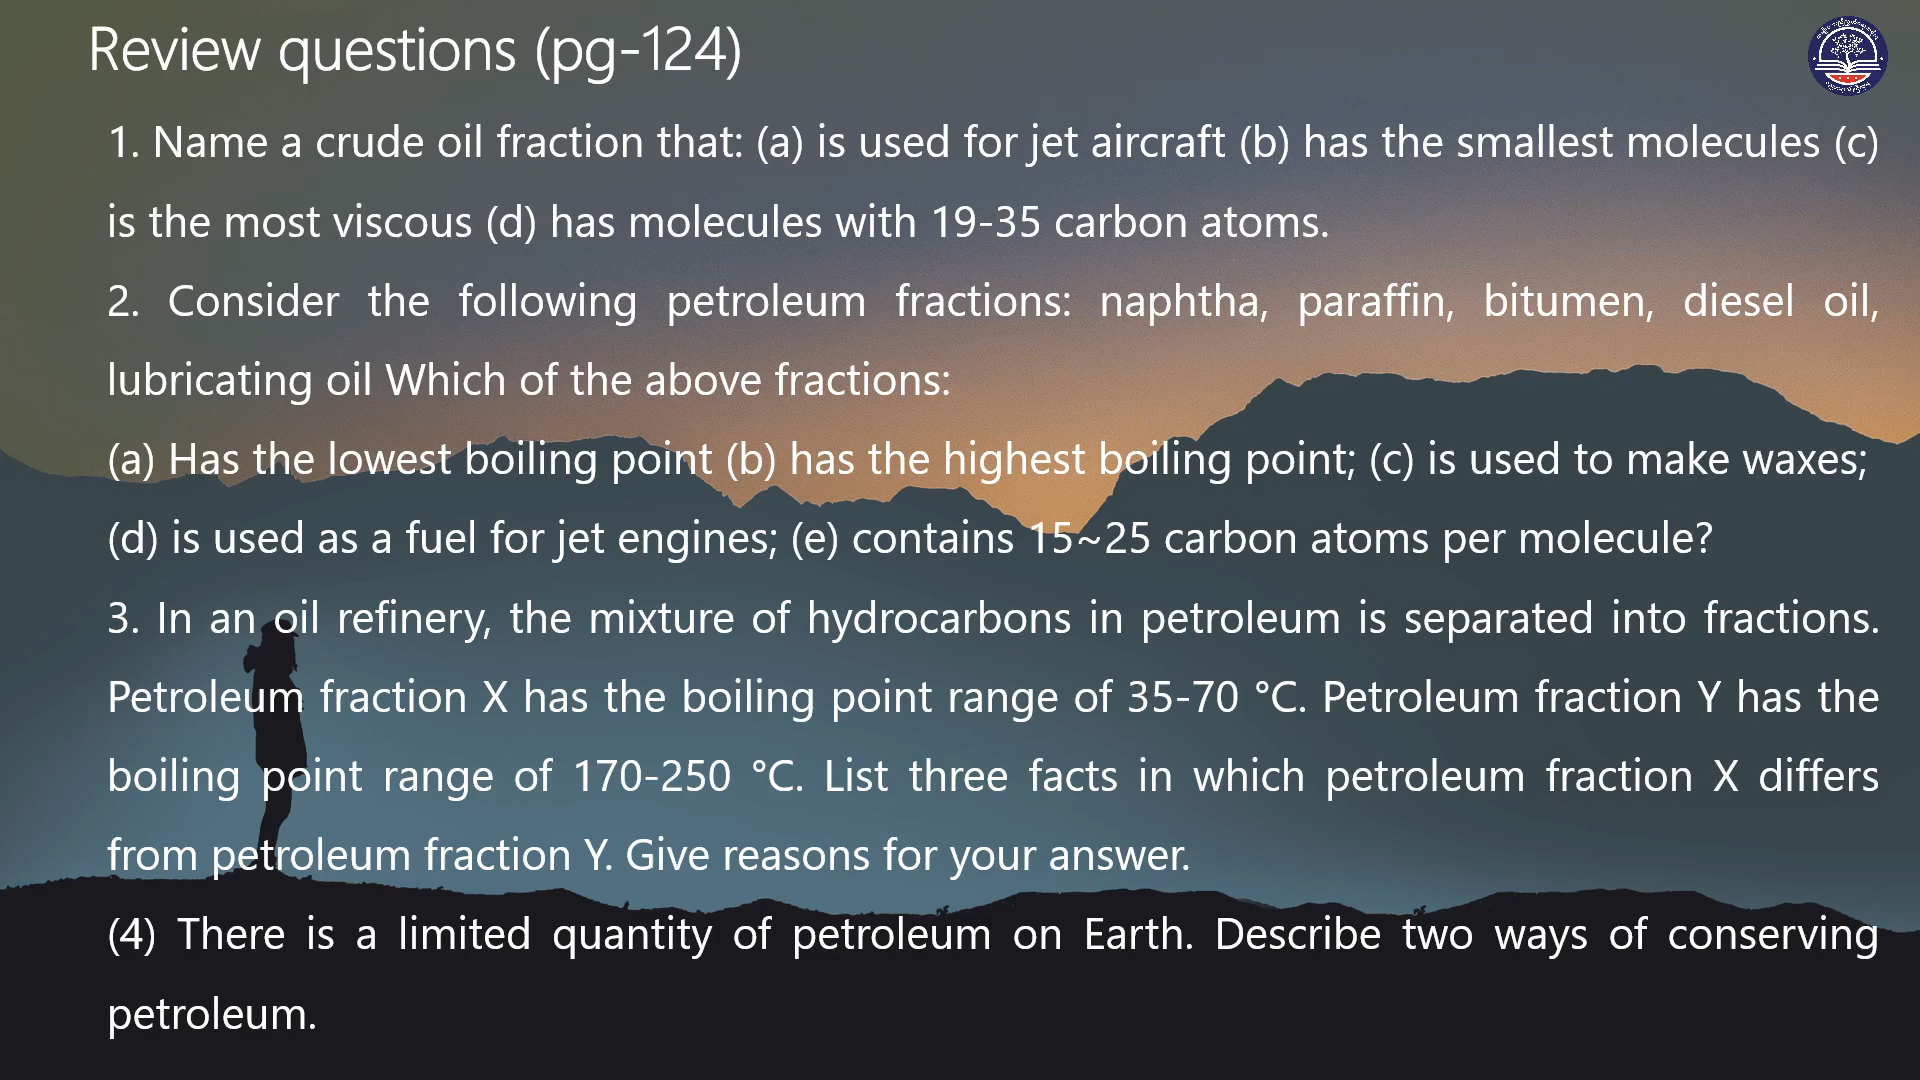 Review questions (pg-124)
1. Name a crude oil fraction that: (a) is used for jet aircraft (b) has the smallest molecules (c)
is the most viscous (d) has molecules with 19-35 carbon atoms.
2. Consider the following petroleum fractions: naphtha, paraffin, bitumen, diesel oil,
lubricating oil Which of the above fractions:
(a) Has the lowest boiling point (b) has the highest boiling point; (c) is used to make waxes;
(d) is used as a fuel for jet engines; (e) contains 15~25 carbon atoms per molecule?
3. In an oil refinery, the mixture of hydrocarbons in petroleum is separated into fractions.
Petroleum fraction X has the boiling point range of 35-70 °C. Petroleum fraction Y has the
boiling point range of 170-250 °C. List three facts in which petroleum fraction X differs
from petroleum fraction Y. Give reasons for your answer.
(4) There is a limited quantity of petroleum on Earth. Describe two ways of conserving
petroleum.